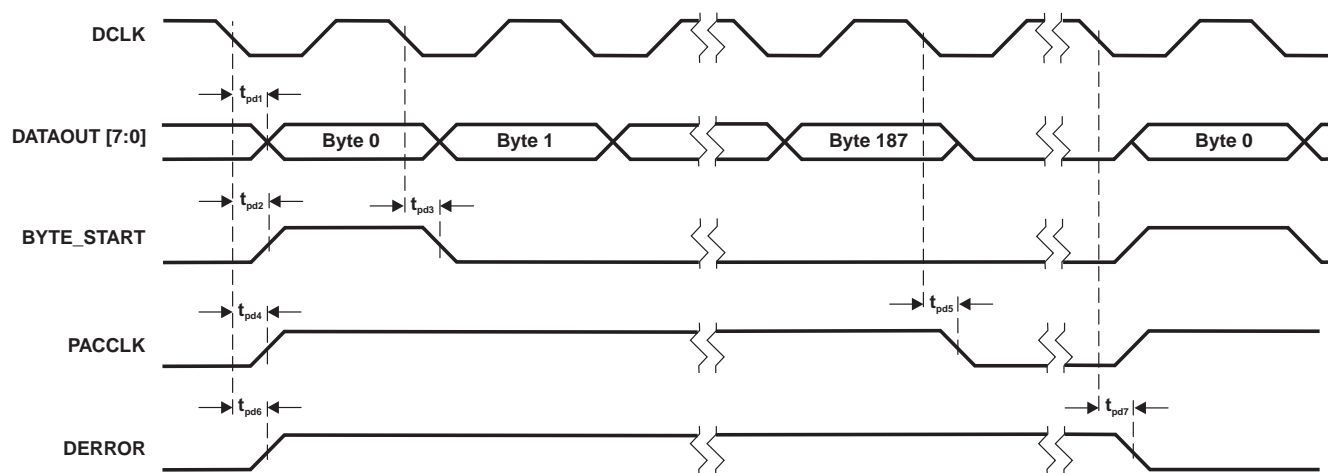 DCLK
t_pd1
DATAOUT [7:0]
Byte 0
Byte 1
Byte 187
Byte 0
t_pd2
t_pd3
BYTE_START
t_pd4
t_pd5
PACCLK
t_pd6
t_pd7
DERROR